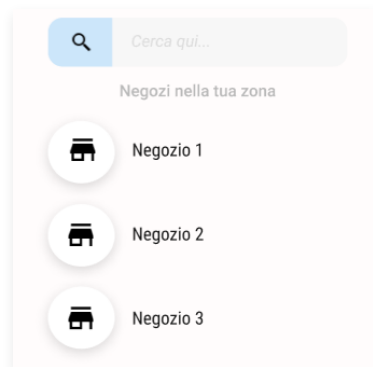 Cerca qui...
Negozi nella tua zona
Negozio 1
Negozio 2
Negozio 3